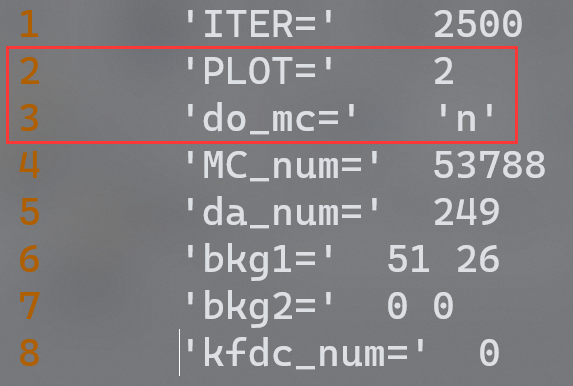 1 'ITER=' 2500
2 'PLOT=' 2
3 'do_mc=' 'n'
4 'MC_num=' 53788
5 'da_num=' 249
6 'bkg1=' 51 26
7 'bkg2=' 0 0
8 'kfdc_num=' 0